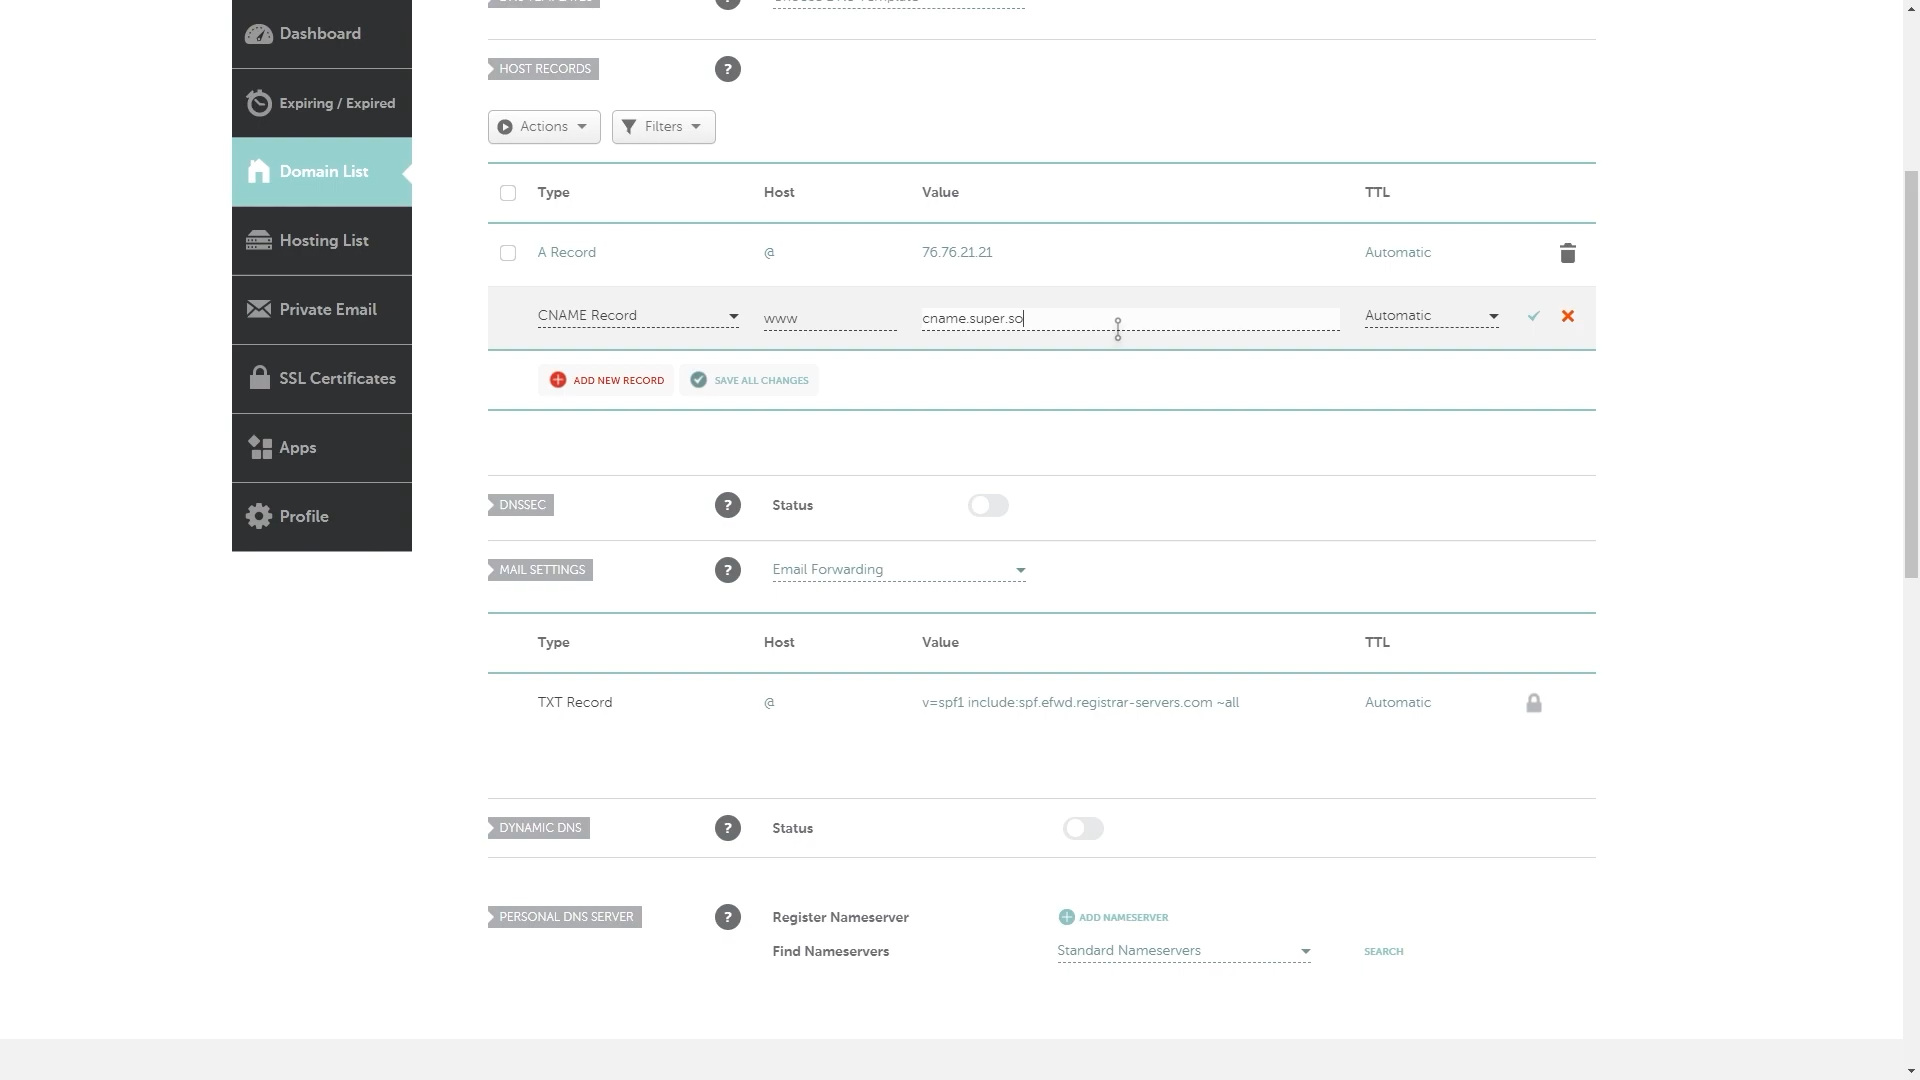 Dashboard
Expiring / Expired
Domain List
Hosting List
Private Email
SSL Certificates
Apps
Profile
HOST RECORDS ?
Actions Filters
Type Host Value TTL
A Record @ 76.76.21.21 Automatic
CNAME Record www cname.super.so Automatic
ADD NEW RECORD SAVE ALL CHANGES
DNSSEC ? Status
MAIL SETTINGS ? Email Forwarding
Type Host Value TTL
TXT Record @ v=spf1 include:spf.efwd.registrar-servers.com ~all Automatic
DYNAMIC DNS ? Status
PERSONAL DNS SERVER ? Register Nameserver ADD NAMESERVER
Find Nameservers Standard Nameservers SEARCH